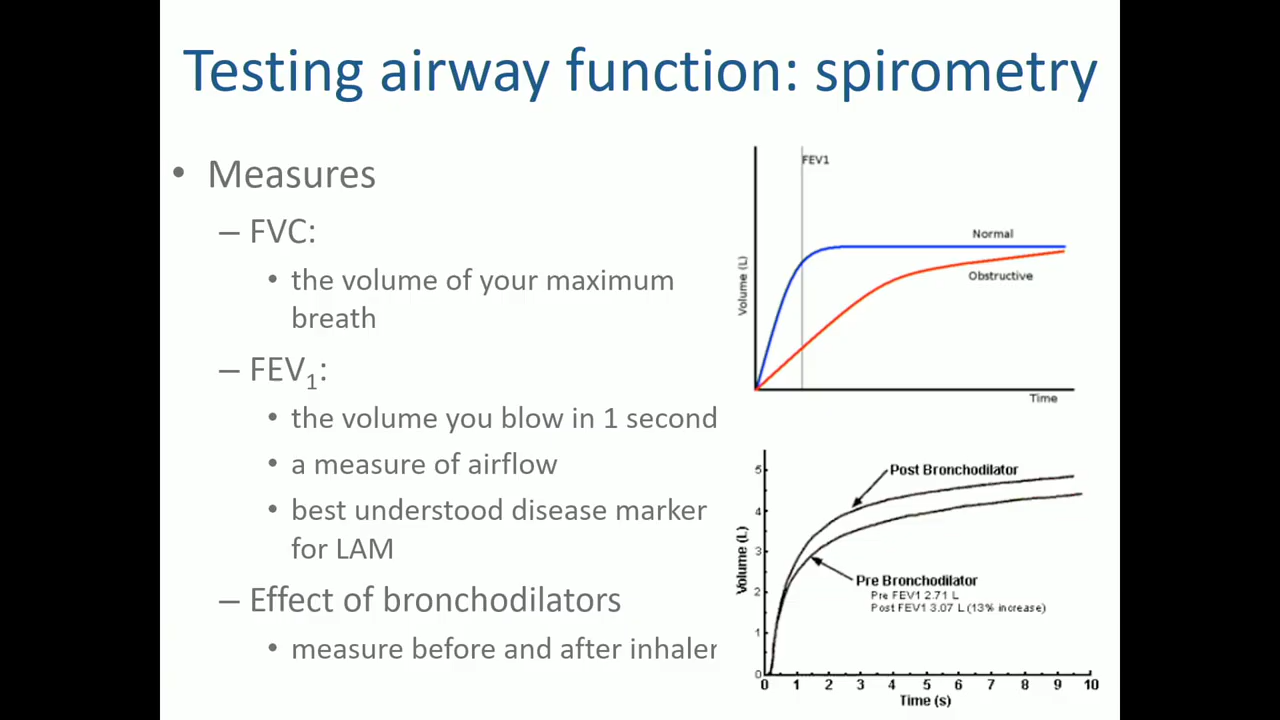 Testing airway function: spirometry
• Measures
– FVC:
• the volume of your maximum
breath
– FEV1:
• the volume you blow in 1 second
• a measure of airflow
• best understood disease marker
for LAM
– Effect of bronchodilators
• measure before and after inhaler
FEV1
Normal
Obstructive
Volume (L)
Time
Post Bronchodilator
Pre Bronchodilator
Pre FEV1 2.71 L
Post FEV1 3.07 L (13% increase)
Volume (L)
5
4
3
2
1
0
0 1 2 3 4 5 6 7 8 9 10
Time (s)